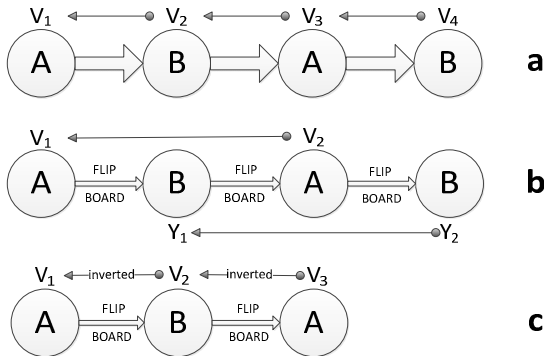 V₁ V₂ V₃ V₄
A B A B a
V₁ V₂
FLIP FLIP FLIP
A B A B b
BOARD BOARD BOARD
Y₁ Y₂
V₁ inverted V₂ inverted V₃
FLIP FLIP
A B A c
BOARD BOARD